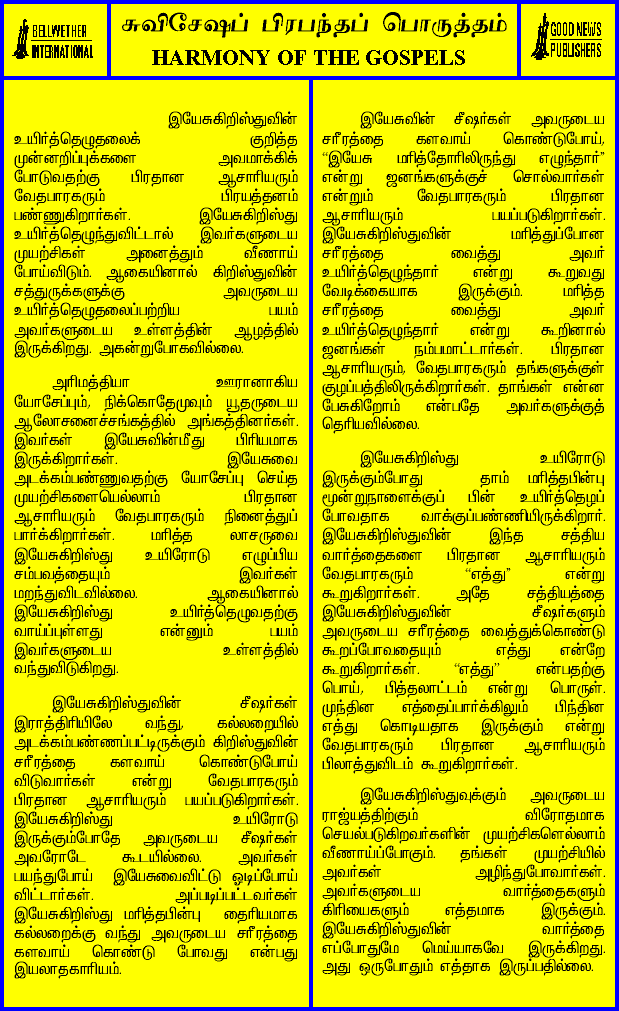 BELLWETHER
INTERNATIONAL
சுவிசேஷப் பிரபந்தப் பொருத்தம்
HARMONY OF THE GOSPELS
GOOD NEWS
PUBLISHERS
இயேசுகிறிஸ்துவின்
உயிர்த்தெழுதலைக் குறித்த
முன்னறிப்புக்களை அவமாக்கிக்
போடுவதற்கு பிரதான ஆசாரியரும்
வேதபாரகரும் பிரயத்தனம்
பண்ணுகிறார்கள். இயேசுகிறிஸ்து
உயிர்த்தெழுந்துவிட்டால் இவர்களுடைய
முயற்சிகள் அனைத்தும் வீணாய்
போய்விடும். ஆகையினால் கிறிஸ்துவின்
சத்துருக்களுக்கு அவருடைய
உயிர்த்தெழுதலைப்பற்றிய பயம்
அவர்களுடைய உள்ளத்தின் ஆழத்தில்
இருக்கிறது. அகன்றுபோகவில்லை.
அரிமத்தியா ஊரானாகிய
யோசேப்பும், நிக்கொதேமுவும் யூதருடைய
ஆலோசனைச்சங்கத்தில் அங்கத்தினர்கள்.
இவர்கள் இயேசுவின்மீது பிரியமாக
இருக்கிறார்கள். இயேசுவை
அடக்கம்பண்ணுவதற்கு யோசேப்பு செய்த
முயற்சிகளையெல்லாம் பிரதான
ஆசாரியரும் வேதபாரகரும் நினைத்துப்
பார்க்கிறார்கள். மரித்த லாசருவை
இயேசுகிறிஸ்து உயிரோடு எழுப்பிய
சம்பவத்தையும் இவர்கள்
மறந்துவிடவில்லை. ஆகையினால்
இயேசுகிறிஸ்து உயிர்த்தெழுவதற்கு
வாய்ப்புள்ளது என்னும் பயம்
இவர்களுடைய உள்ளத்தில்
வந்துவிடுகிறது.
இயேசுகிறிஸ்துவின் சீஷர்கள்
இராத்திரியிலே வந்து, கல்லறையில்
அடக்கம்பண்ணப்பட்டிருக்கும் கிறிஸ்துவின்
சரீரத்தை களவாய் கொண்டுபோய்
விடுவார்கள் என்று வேதபாரகரும்
பிரதான ஆசாரியரும் பயப்படுகிறார்கள்.
இயேசுகிறிஸ்து உயிரோடு
இருக்கும்போதே அவருடைய சீஷர்கள்
அவரோடே கூடயில்லை. அவர்கள்
பயந்துபோய் இயேசுவைவிட்டு ஓடிப்போய்
விட்டார்கள். அப்படிப்பட்டவர்கள்
இயேசுகிறிஸ்து மரித்தபின்பு தைரியமாக
கல்லறைக்கு வந்து அவருடைய சரீரத்தை
களவாய் கொண்டு போவது என்பது
இயலாதகாரியம்.
இயேசுவின் சீஷர்கள் அவருடைய
சரீரத்தை களவாய் கொண்டுபோய்,
“இயேசு மரித்தோரிலிருந்து எழுந்தார்”
என்று ஜனங்களுக்குச் சொல்வார்கள்
என்றும் வேதபாரகரும் பிரதான
ஆசாரியரும் பயப்படுகிறார்கள்.
இயேசுகிறிஸ்துவின் மரித்துப்போன
சரீரத்தை வைத்து அவர்
உயிர்த்தெழுந்தார் என்று கூறுவது
வேடிக்கையாக இருக்கும். மரித்த
சரீரத்தை வைத்து அவர்
உயிர்த்தெழுந்தார் என்று கூறினால்
ஜனங்கள் நம்பமாட்டார்கள். பிரதான
ஆசாரியரும், வேதபாரகரும் தங்களுக்குள்
குழப்பத்திலிருக்கிறார்கள். தாங்கள் என்ன
பேசுகிறோம் என்பதே அவர்களுக்குத்
தெரியவில்லை.
இயேசுகிறிஸ்து உயிரோடு
இருக்கும்போது தாம் மரித்தபின்பு
மூன்றுநாளைக்குப் பின் உயிர்த்தெழப்
போவதாக வாக்குப்பண்ணியிருக்கிறார்.
இயேசுகிறிஸ்துவின் இந்த சத்திய
வார்த்தைகளை பிரதான ஆசாரியரும்
வேதபாரகரும் “எத்து” என்று
கூறுகிறார்கள். அதே சத்தியத்தை
இயேசுகிறிஸ்துவின் சீஷர்களும்
அவருடைய சரீரத்தை வைத்துக்கொண்டு
கூறப்போவதையும் எத்து என்றே
கூறுகிறார்கள். “எத்து” என்பதற்கு
பொய், பித்தலாட்டம் என்று பொருள்.
முந்தின எத்தைப்பார்க்கிலும் பிந்தின
எத்து கொடியதாக இருக்கும் என்று
வேதபாரகரும் பிரதான ஆசாரியரும்
பிலாத்துவிடம் கூறுகிறார்கள்.
இயேசுகிறிஸ்துவுக்கும் அவருடைய
ராஜ்யத்திற்கும் விரோதமாக
செயல்படுகிறவர்களின் முயற்சிகளெல்லாம்
வீணாய்ப்போகும். தங்கள் முயற்சியில்
அவர்கள் அழிந்துபோவார்கள்.
அவர்களுடைய வார்த்தைகளும்
கிரியைகளும் எத்தமாக இருக்கும்.
இயேசுகிறிஸ்துவின் வார்த்தை
எப்போதுமே மெய்யாகவே இருக்கிறது.
அது ஒருபோதும் எத்தாக இருப்பதில்லை.